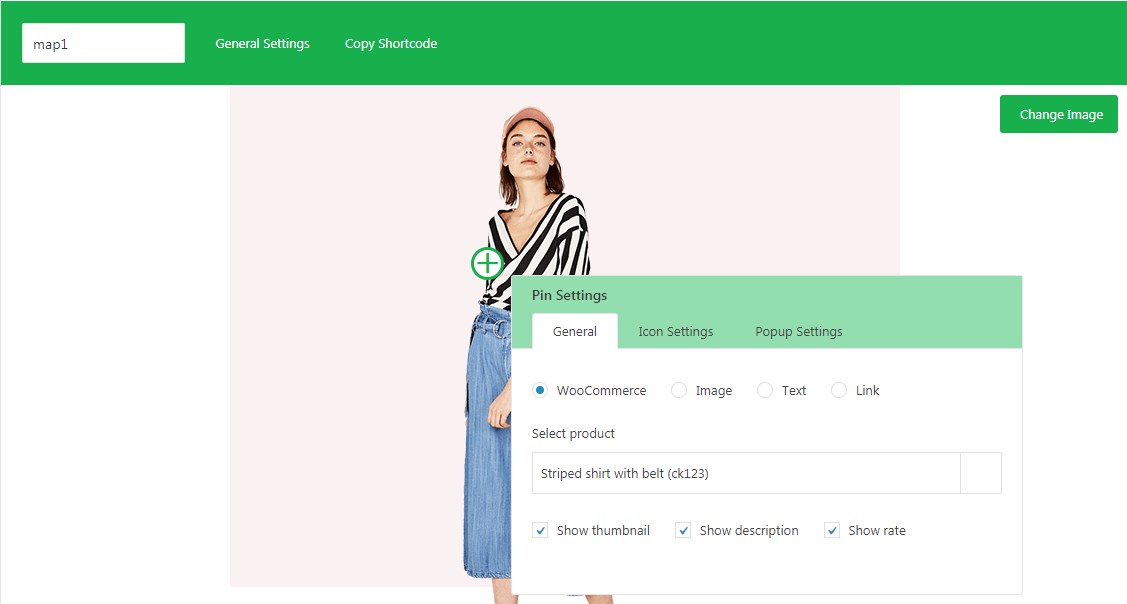 map1 General Settings Copy Shortcode
Change Image
Pin Settings
General Icon Settings Popup Settings
WooCommerce Image Text Link
Select product
Striped shirt with belt (ck123)
Show thumbnail Show description Show rate